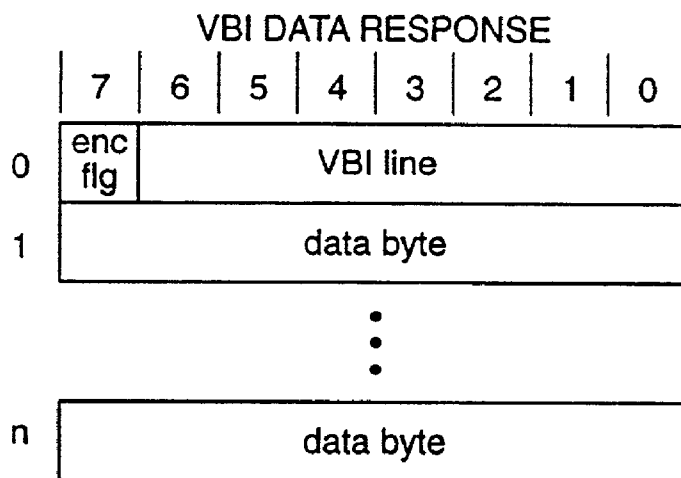 VBI DATA RESPONSE
7 6 5 4 3 2 1 0
0 enc flg VBI line
1 data byte
n data byte